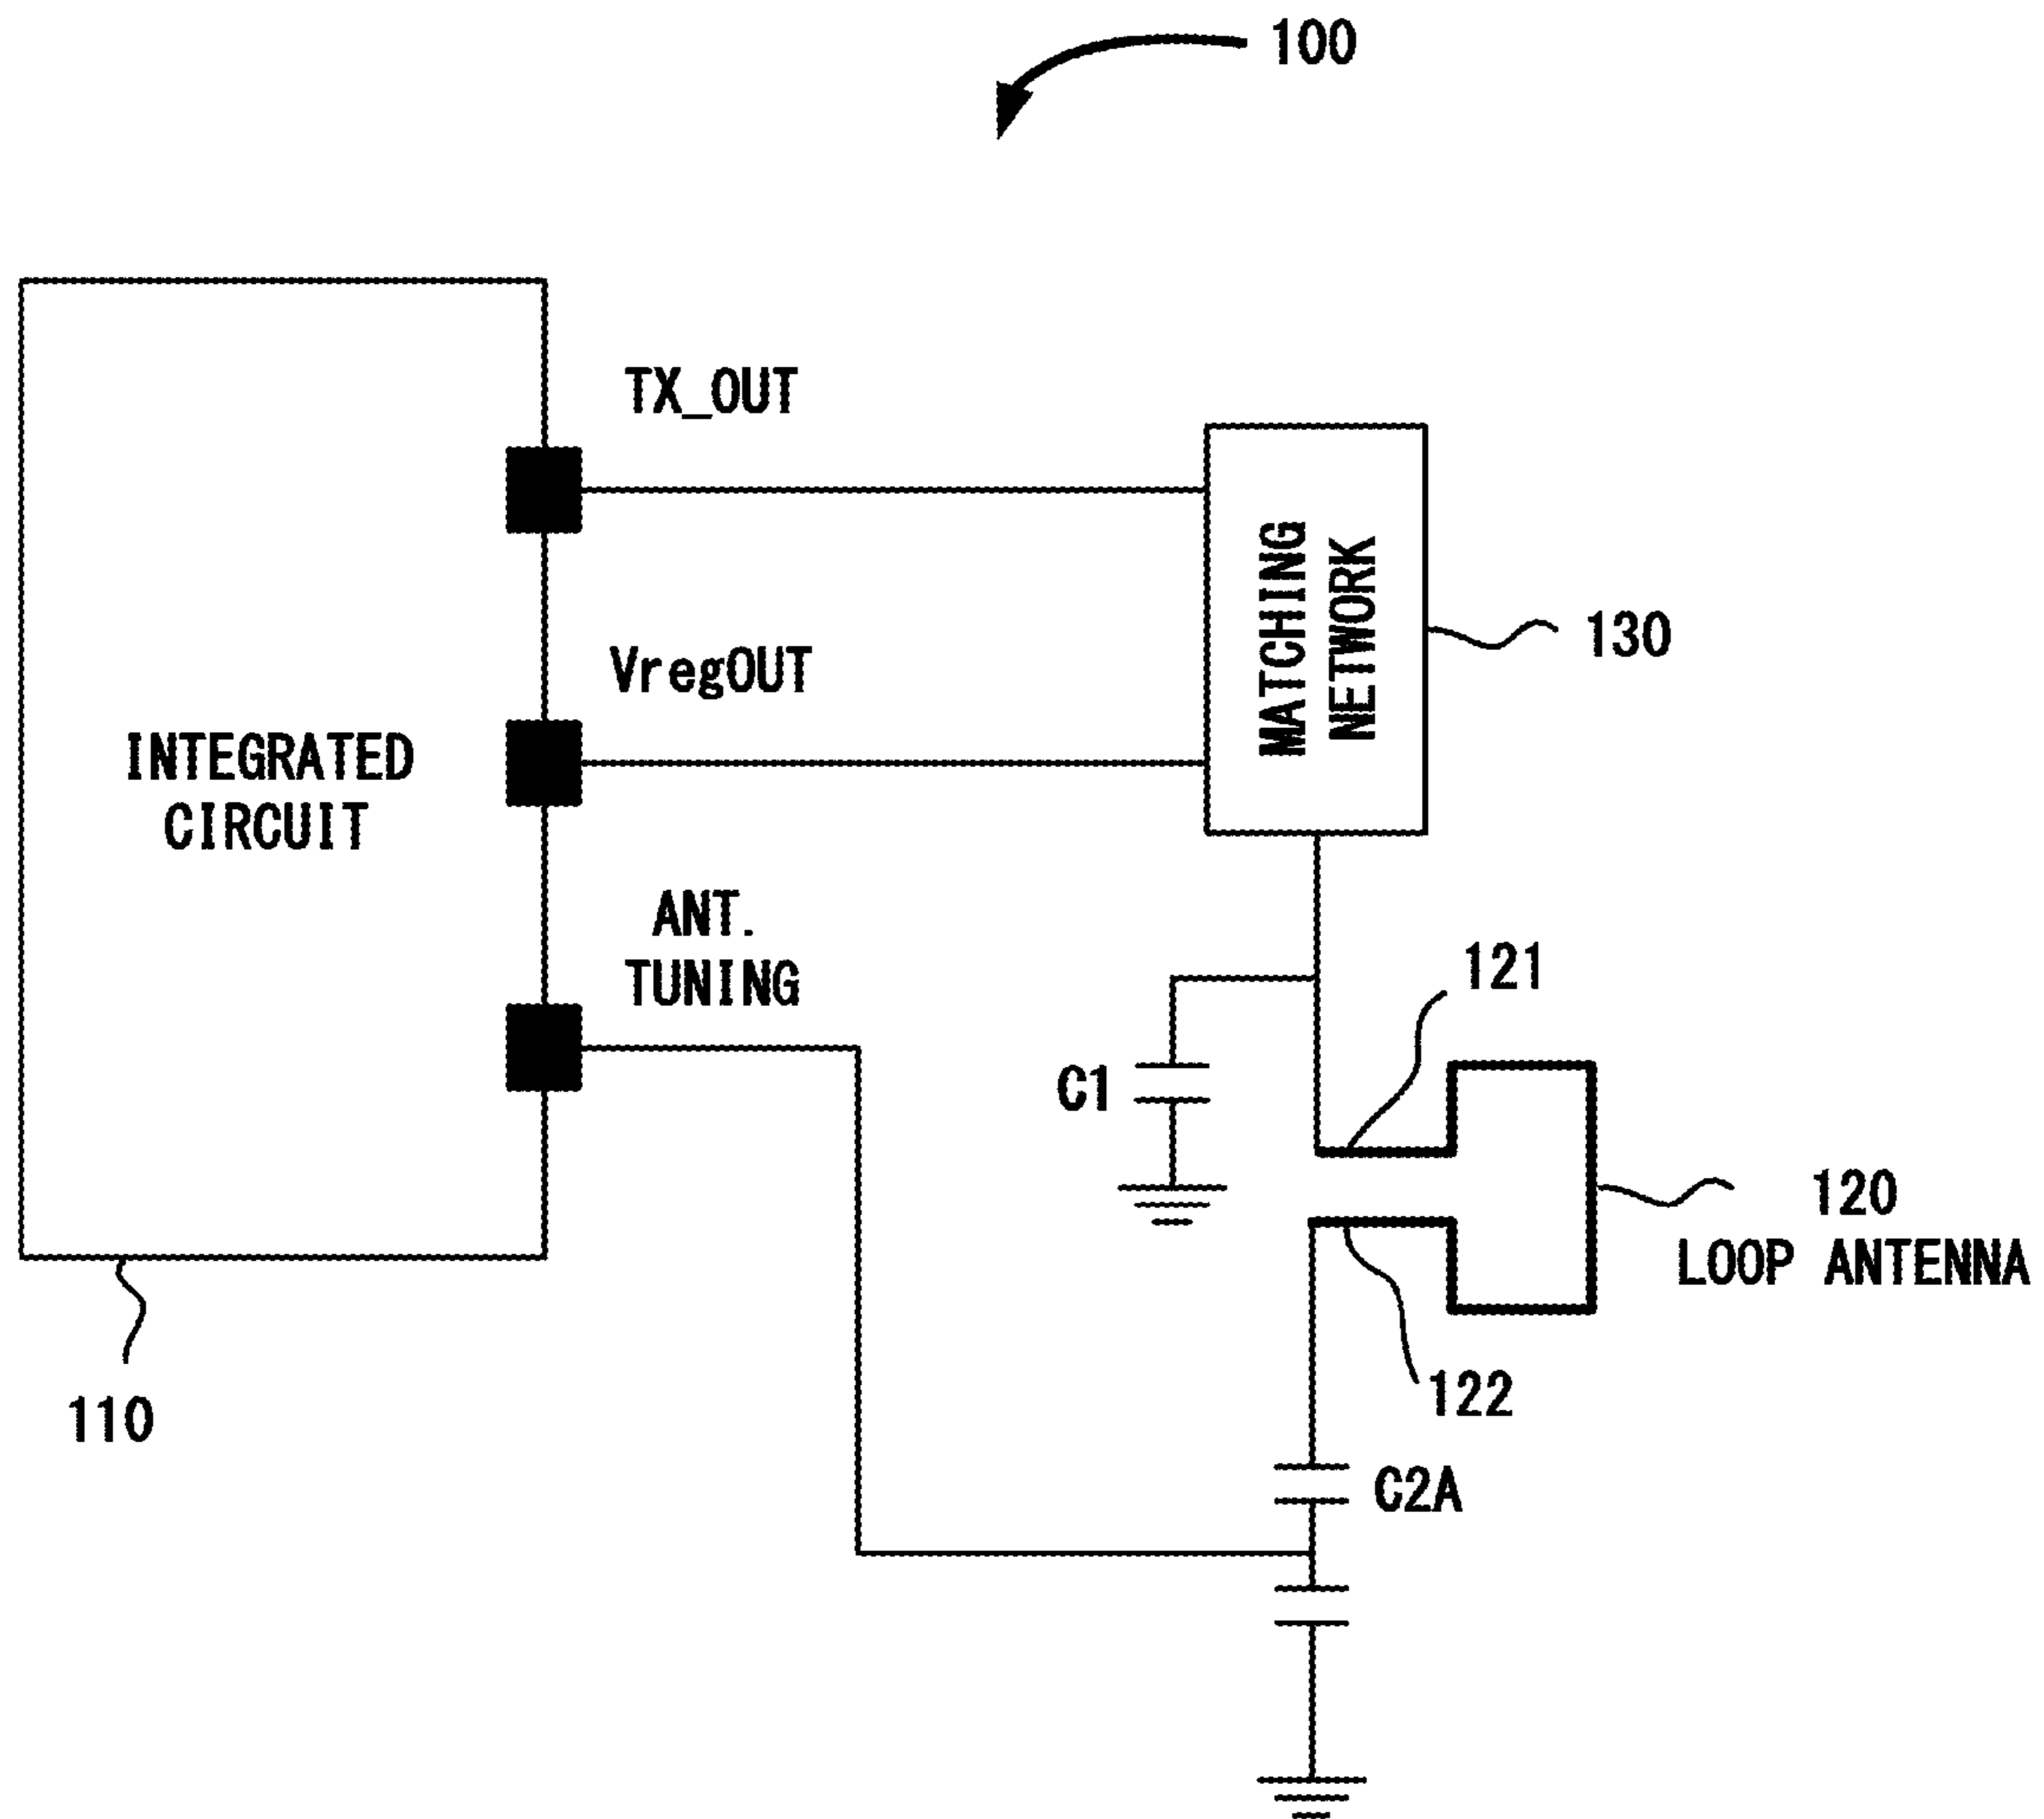 100
TX_OUT
MATCHING
NETWORK
130
VregOUT
INTEGRATED
CIRCUIT
ANT.
TUNING
121
C1
120
LOOP ANTENNA
122
110
C2A